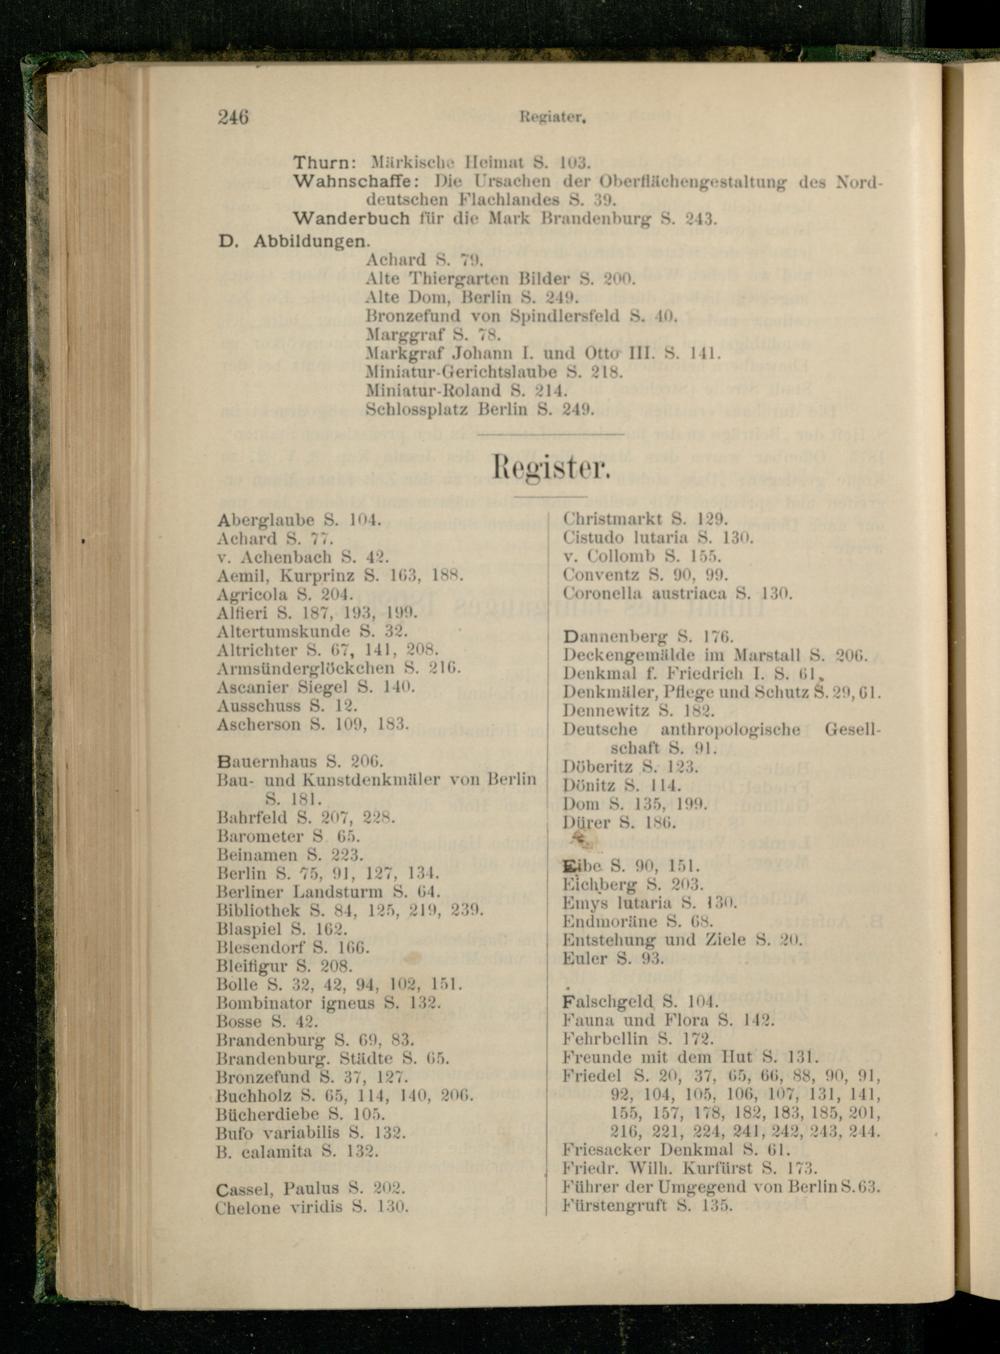 246
Register.
Thurn: Märkische Heimat S. 103.
Wahnschaffe: Die Ursachen der Oberflächengestaltung des Nord-
deutschen Flachlandes S. 39.
Wanderbuch für die Mark Brandenburg S. 243.
D. Abbildungen.
Achard S. 79.
Alte Thiergarten Bilder S. 200.
Alte Dom, Berlin S. 249.
Bronzefund von Spindlersfeld S. 40.
Marggraf S. 78.
Markgraf Johann I. und Otto III. S. 141.
Miniatur-Gerichtslaube S. 218.
Miniatur-Roland S. 214.
Schlossplatz Berlin S. 249.
Register.
Aberglaube S. 104.
Achard S. 77.
v. Achenbach S. 42.
Aemil, Kurprinz S. 163, 188.
Agricola S. 204.
Alfieri S. 187, 193, 199.
Altertumskunde S. 32.
Altrichter S. 67, 141, 208.
Armsünderglöckchen S. 216.
Ascanier Siegel S. 140.
Ausschuss S. 12.
Ascherson S. 109, 183.
Bauernhaus S. 206.
Bau- und Kunstdenkmäler von Berlin
S. 181.
Bahrfeld S. 207, 228.
Barometer S. 65.
Beinamen S. 223.
Berlin S. 75, 91, 127, 134.
Berliner Landsturm S. 64.
Bibliothek S. 84, 125, 219, 239.
Blaspiel S. 162.
Blesendorf S. 166.
Bleifigur S. 208.
Bolle S. 32, 42, 94, 102, 151.
Bombinator igneus S. 132.
Bosse S. 42.
Brandenburg S. 69, 83.
Brandenburg. Städte S. 65.
Bronzefund S. 37, 127.
Buchholz S. 65, 114, 140, 206.
Bücherdiebe S. 105.
Bufo variabilis S. 132.
B. calamita S. 132.
Cassel, Paulus S. 202.
Chelone viridis S. 130.
Christmarkt S. 129.
Cistudo lutaria S. 130.
v. Collomb S. 155.
Conventz S. 90, 99.
Coronella austriaca S. 130.
Dannenberg S. 176.
Deckengemälde im Marstall S. 206.
Denkmal f. Friedrich I. S. 61.
Denkmäler, Pflege und Schutz S. 29, 61.
Dennewitz S. 182.
Deutsche anthropologische Gesell-
schaft S. 91.
Döberitz S. 123.
Dönitz S. 114.
Dom S. 135, 199.
Dürer S. 186.
Eibe S. 90, 151.
Eichberg S. 203.
Emys lutaria S. 130.
Endmoräne S. 68.
Entstehung und Ziele S. 20.
Euler S. 93.
Falschgeld S. 104.
Fauna und Flora S. 142.
Fehrbellin S. 172.
Freunde mit dem Hut S. 131.
Friedel S. 20, 37, 65, 66, 88, 90, 91,
92, 104, 105, 106, 107, 131, 141,
155, 157, 178, 182, 183, 185, 201,
216, 221, 224, 241, 242, 243, 244.
Friesacker Denkmal S. 61.
Friedr. Wilh. Kurfürst S. 173.
Führer der Umgegend von Berlin S. 63.
Fürstengruft S. 135.